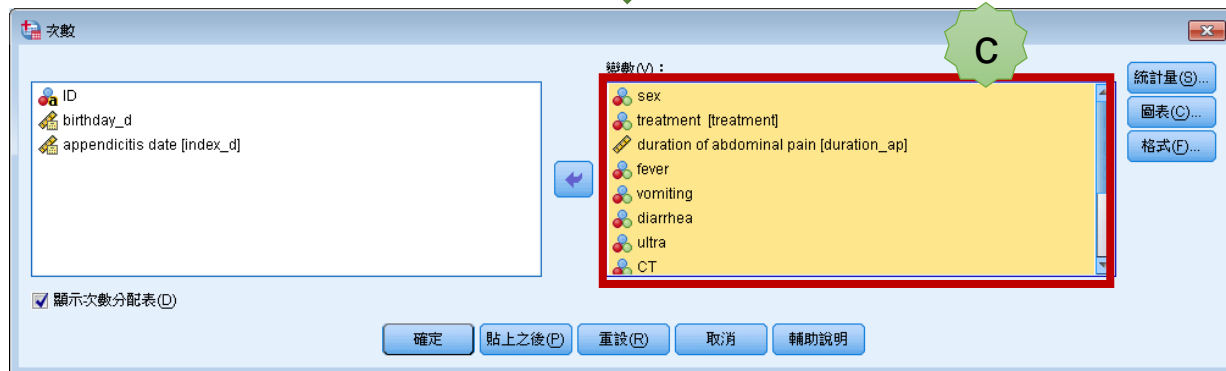 次數
C
變數(V)：
ID
birthday_d
appendicitis date [index_d]
sex
treatment [treatment]
duration of abdominal pain [duration_ap]
fever
vomiting
diarrhea
ultra
CT
統計量(S)...
圖表(C)...
格式(F)...
顯示次數分配表(D)
確定
貼上之後(P)
重設(R)
取消
輔助說明